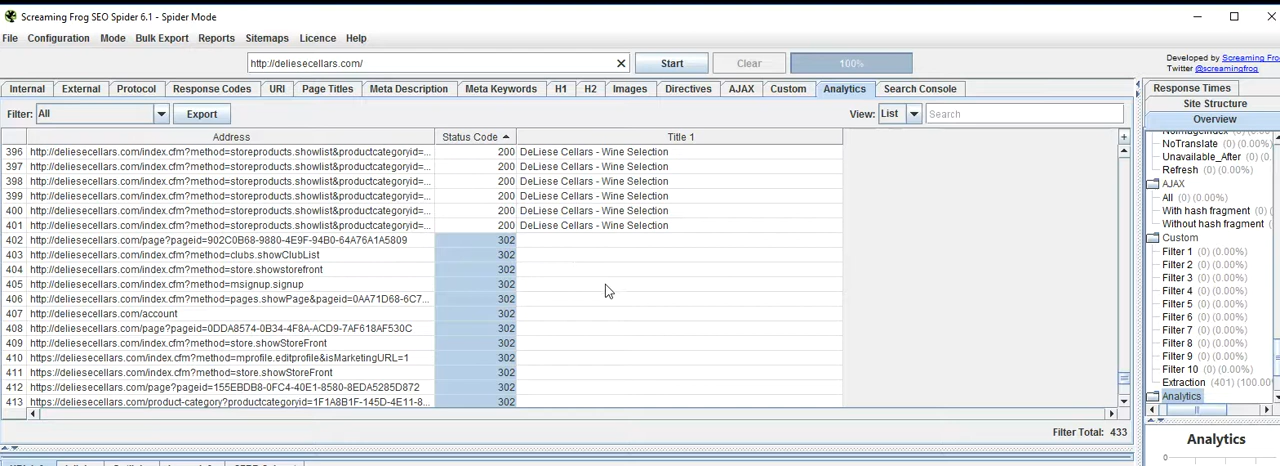 Screaming Frog SEO Spider 6.1 - Spider Mode
File Configuration Mode Bulk Export Reports Sitemaps Licence Help
http://deliesecellars.com/ Start Clear 100%
Developed by Screaming Fro
Twitter @screamingfrog
Internal External Protocol Response Codes URI Page Titles Meta Description Meta Keywords H1 H2 Images Directives AJAX Custom Analytics Search Console
Filter: All Export View: List Search
Address Status Code Title 1
396 http://deliesecellars.com/index.cfm?method=storeproducts.showlist&productcategoryid=... 200 DeLiese Cellars - Wine Selection
397 http://deliesecellars.com/index.cfm?method=storeproducts.showlist&productcategoryid=... 200 DeLiese Cellars - Wine Selection
398 http://deliesecellars.com/index.cfm?method=storeproducts.showlist&productcategoryid=... 200 DeLiese Cellars - Wine Selection
399 http://deliesecellars.com/index.cfm?method=storeproducts.showlist&productcategoryid=... 200 DeLiese Cellars - Wine Selection
400 http://deliesecellars.com/index.cfm?method=storeproducts.showlist&productcategoryid=... 200 DeLiese Cellars - Wine Selection
401 http://deliesecellars.com/index.cfm?method=storeproducts.showlist&productcategoryid=... 200 DeLiese Cellars - Wine Selection
402 http://deliesecellars.com/page?pageid=902C0B68-9880-4E9F-94B0-64A76A1A5809 302
403 http://deliesecellars.com/index.cfm?method=clubs.showClubList 302
404 http://deliesecellars.com/index.cfm?method=store.showstorefront 302
405 http://deliesecellars.com/index.cfm?method=msignup.signup 302
406 http://deliesecellars.com/index.cfm?method=pages.showPage&pageid=0AA71D68-6C7... 302
407 http://deliesecellars.com/account 302
408 http://deliesecellars.com/page?pageid=0DDA8574-0B34-4F8A-ACD9-7AF618AF530C 302
409 http://deliesecellars.com/index.cfm?method=store.showStoreFront 302
410 https://deliesecellars.com/index.cfm?method=mprofile.editprofile&isMarketingURL=1 302
411 https://deliesecellars.com/index.cfm?method=store.showStoreFront 302
412 https://deliesecellars.com/page?pageid=155EBDB8-0FC4-40E1-8580-8EDA5285D872 302
413 https://deliesecellars.com/product-category?productcategoryid=1F1A8B1F-145D-4E11-8... 302
Filter Total: 433
Response Times
Site Structure
Overview
NoTranslate (0) (0.00%)
Unavailable_After (0)
Refresh (0) (0.00%)
AJAX
All (0) (0.00%)
With hash fragment (0)
Without hash fragment (
Custom
Filter 1 (0) (0.00%)
Filter 2 (0) (0.00%)
Filter 3 (0) (0.00%)
Filter 4 (0) (0.00%)
Filter 5 (0) (0.00%)
Filter 6 (0) (0.00%)
Filter 7 (0) (0.00%)
Filter 8 (0) (0.00%)
Filter 9 (0) (0.00%)
Filter 10 (0) (0.00%)
Extraction (401) (100.00
Analytics
Analytics
0